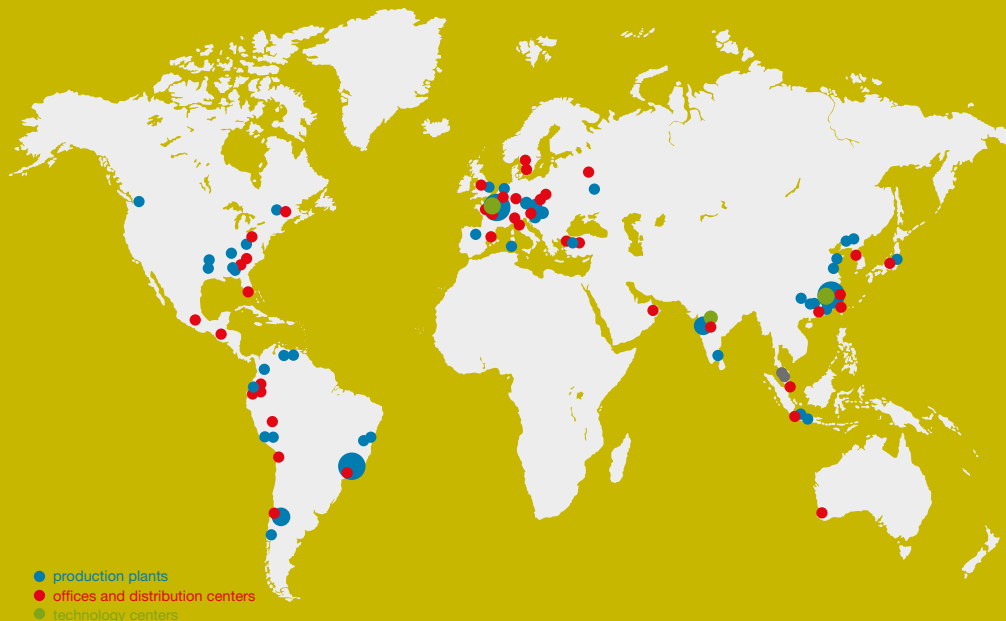 production plants
offices and distribution centers
technology centers